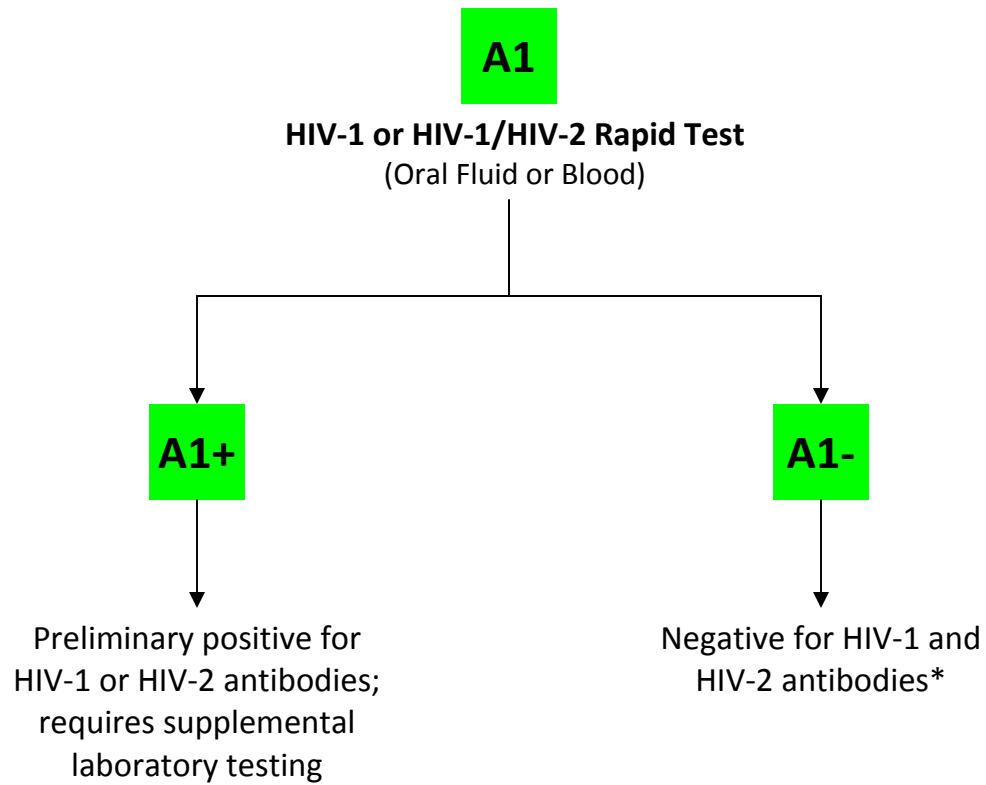 A1
HIV-1 or HIV-1/HIV-2 Rapid Test
(Oral Fluid or Blood)
A1+
A1-
Preliminary positive for
HIV-1 or HIV-2 antibodies;
requires supplemental
laboratory testing
Negative for HIV-1 and
HIV-2 antibodies*